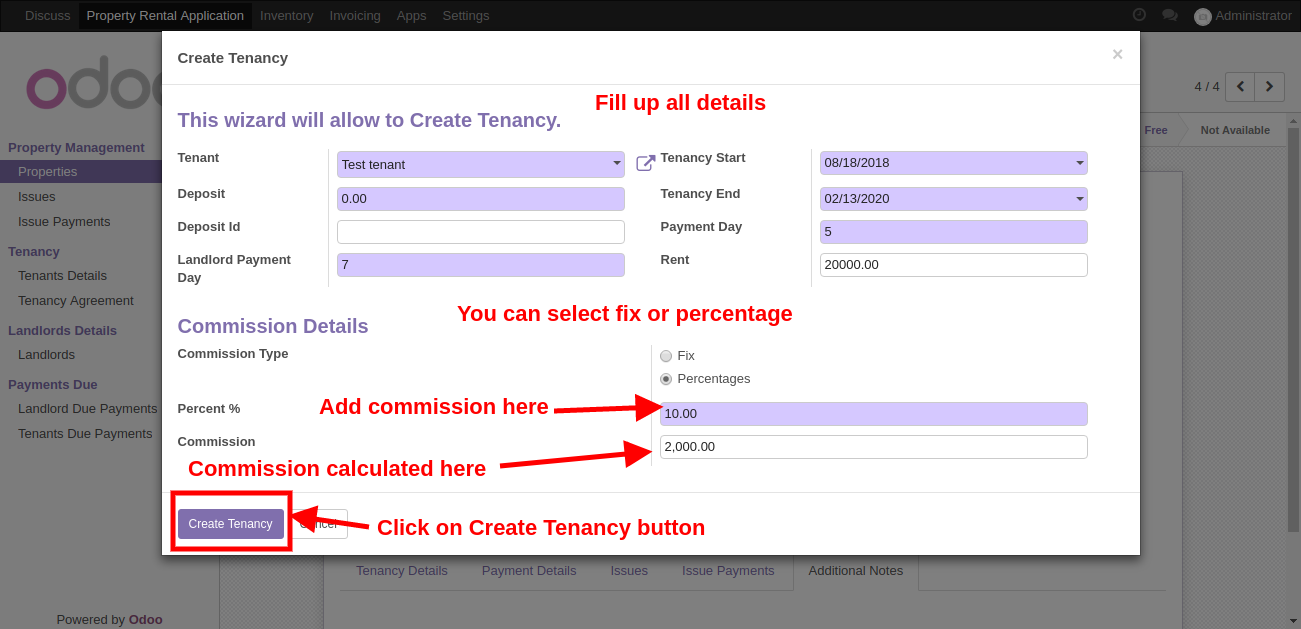 Discuss Property Rental Application Inventory Invoicing Apps Settings Administrator
odoo
Create Tenancy ×
4 / 4
Fill up all details
This wizard will allow to Create Tenancy.
Free Not Available
Property Management
Properties
Issues
Issue Payments
Tenancy
Tenants Details
Tenancy Agreement
Landlords Details
Landlords
Payments Due
Landlord Due Payments
Tenants Due Payments
Tenant Test tenant Tenancy Start 08/18/2018
Deposit 0.00 Tenancy End 02/13/2020
Deposit Id Payment Day 5
Landlord Payment Day 7 Rent 20000.00
You can select fix or percentage
Commission Details
Commission Type Fix
Percentages
Percent % Add commission here 10.00
Commission 2,000.00
Commission calculated here
Create Tenancy Cancel Click on Create Tenancy button
Tenancy Details Payment Details Issues Issue Payments Additional Notes
Powered by Odoo